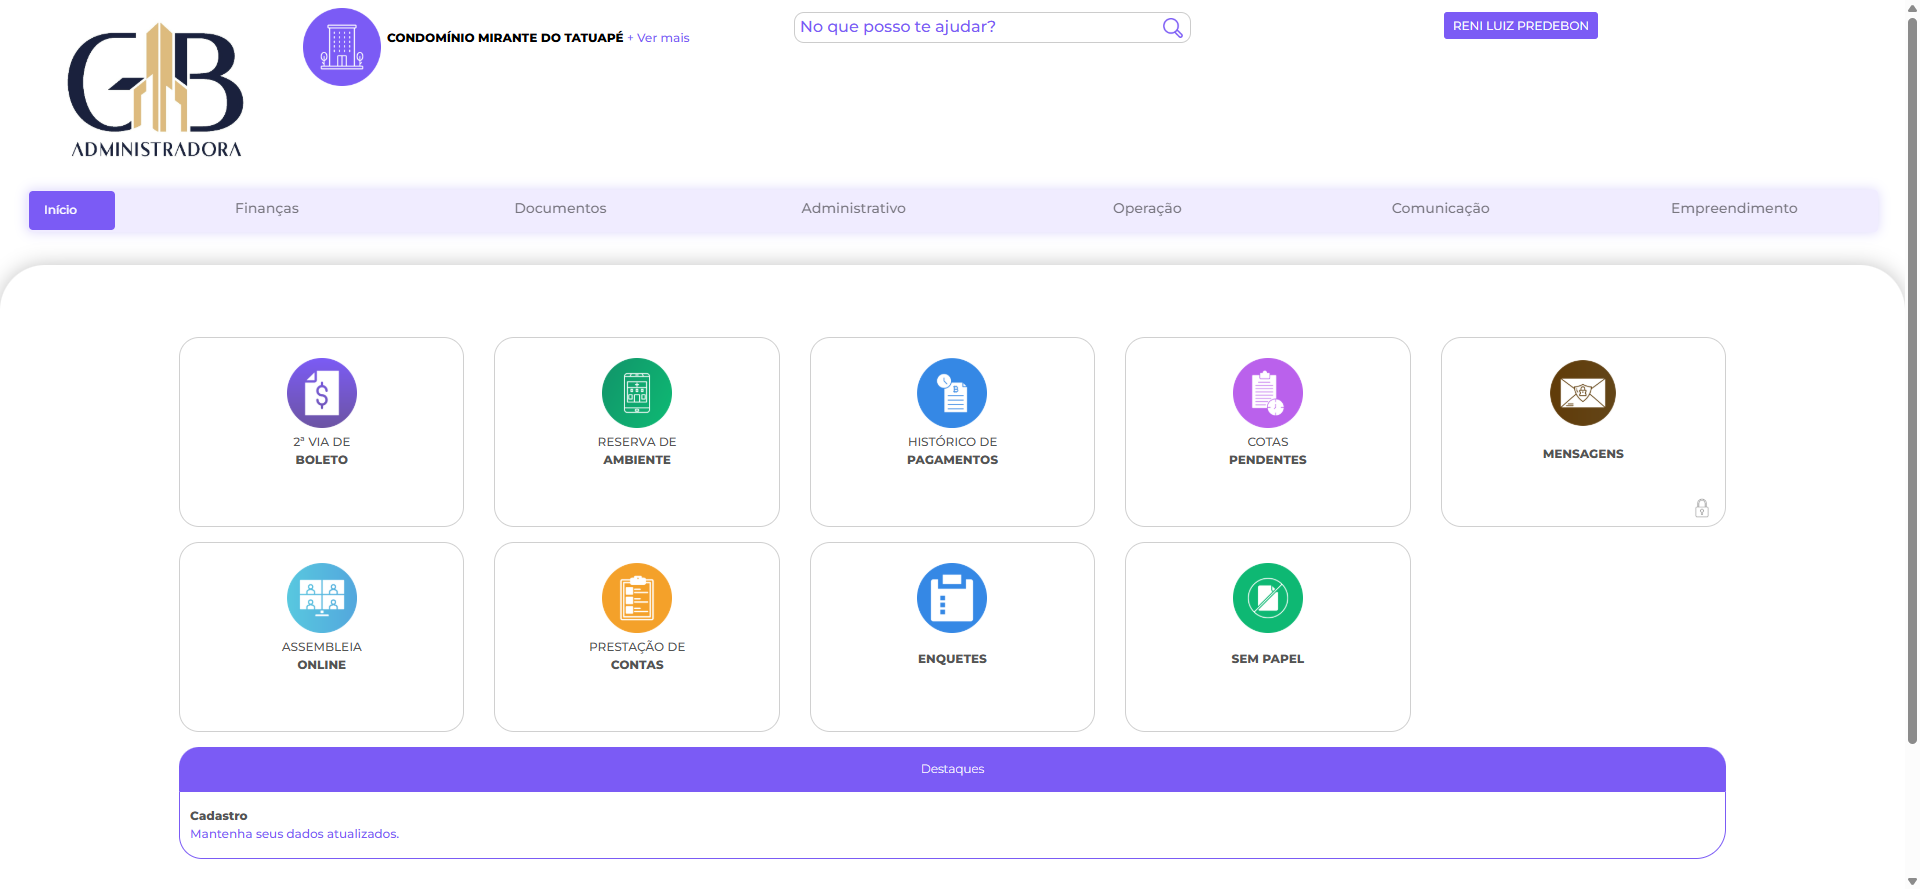 GB
ADMINISTRADORA
CONDOMÍNIO MIRANTE DO TATUAPÉ + Ver mais
No que posso te ajudar?
RENI LUIZ PREDEBON
Início
Finanças
Documentos
Administrativo
Operação
Comunicação
Empreendimento
2ª VIA DE
BOLETO
RESERVA DE
AMBIENTE
HISTÓRICO DE
PAGAMENTOS
COTAS
PENDENTES
MENSAGENS
ASSEMBLEIA
ONLINE
PRESTAÇÃO DE
CONTAS
ENQUETES
SEM PAPEL
Destaques
Cadastro
Mantenha seus dados atualizados.